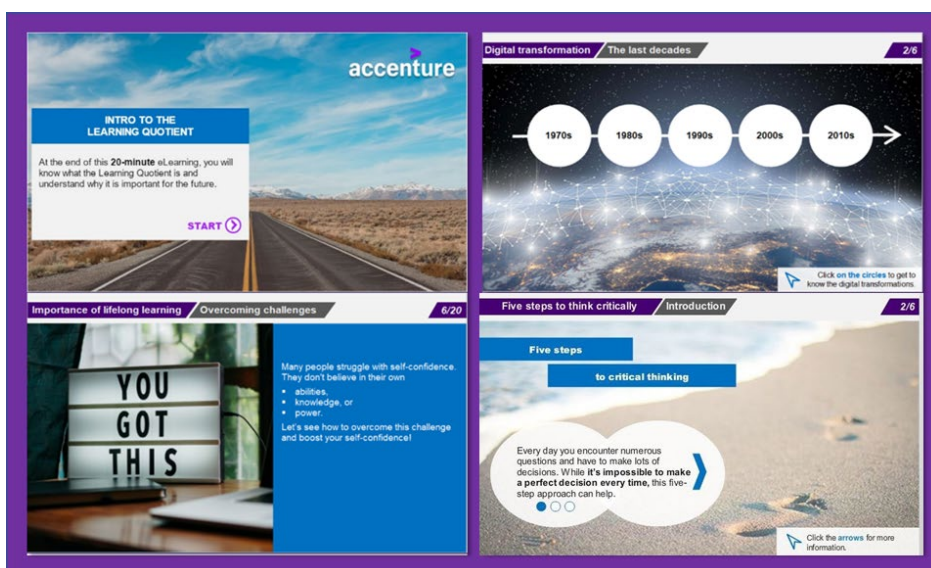 accenture
INTRO TO THE
LEARNING QUOTIENT
At the end of this 20-minute eLearning, you will
know what the Learning Quotient is and
understand why it is important for the future.
START
Digital transformation
The last decades
2/6
1970s
1980s
1990s
2000s
2010s
Click on the circles to get to
know the digital transformations.
Importance of lifelong learning
Overcoming challenges
6/20
YOU
GOT
THIS
Many people struggle with self-confidence.
They don't believe in their own
▪ abilities,
▪ knowledge, or
▪ power.
Let's see how to overcome this challenge
and boost your self-confidence!
Five steps to think critically
Introduction
2/6
Five steps
to critical thinking
Every day you encounter numerous
questions and have to make lots of
decisions. While it's impossible to make
a perfect decision every time, this five-
step approach can help.
Click the arrows for more
information.